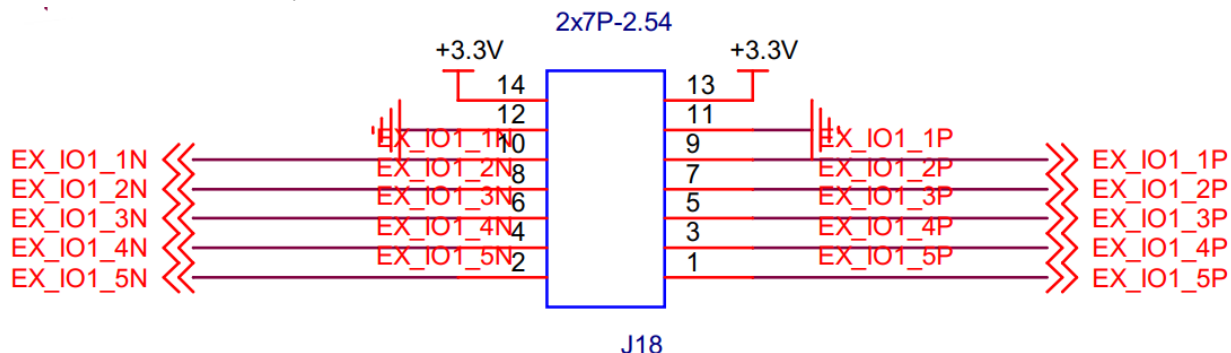 2x7P-2.54
+3.3V +3.3V
14 13
12 11
EX_IO1_1N EX_IO1_1P
EX_IO1_1N 10 9 EX_IO1_1P
EX_IO1_2N EX_IO1_2P
EX_IO1_2N 8 7 EX_IO1_2P
EX_IO1_3N EX_IO1_3P
EX_IO1_3N 6 5 EX_IO1_3P
EX_IO1_4N EX_IO1_4P
EX_IO1_4N 4 3 EX_IO1_4P
EX_IO1_5N EX_IO1_5P
EX_IO1_5N 2 1 EX_IO1_5P
J18